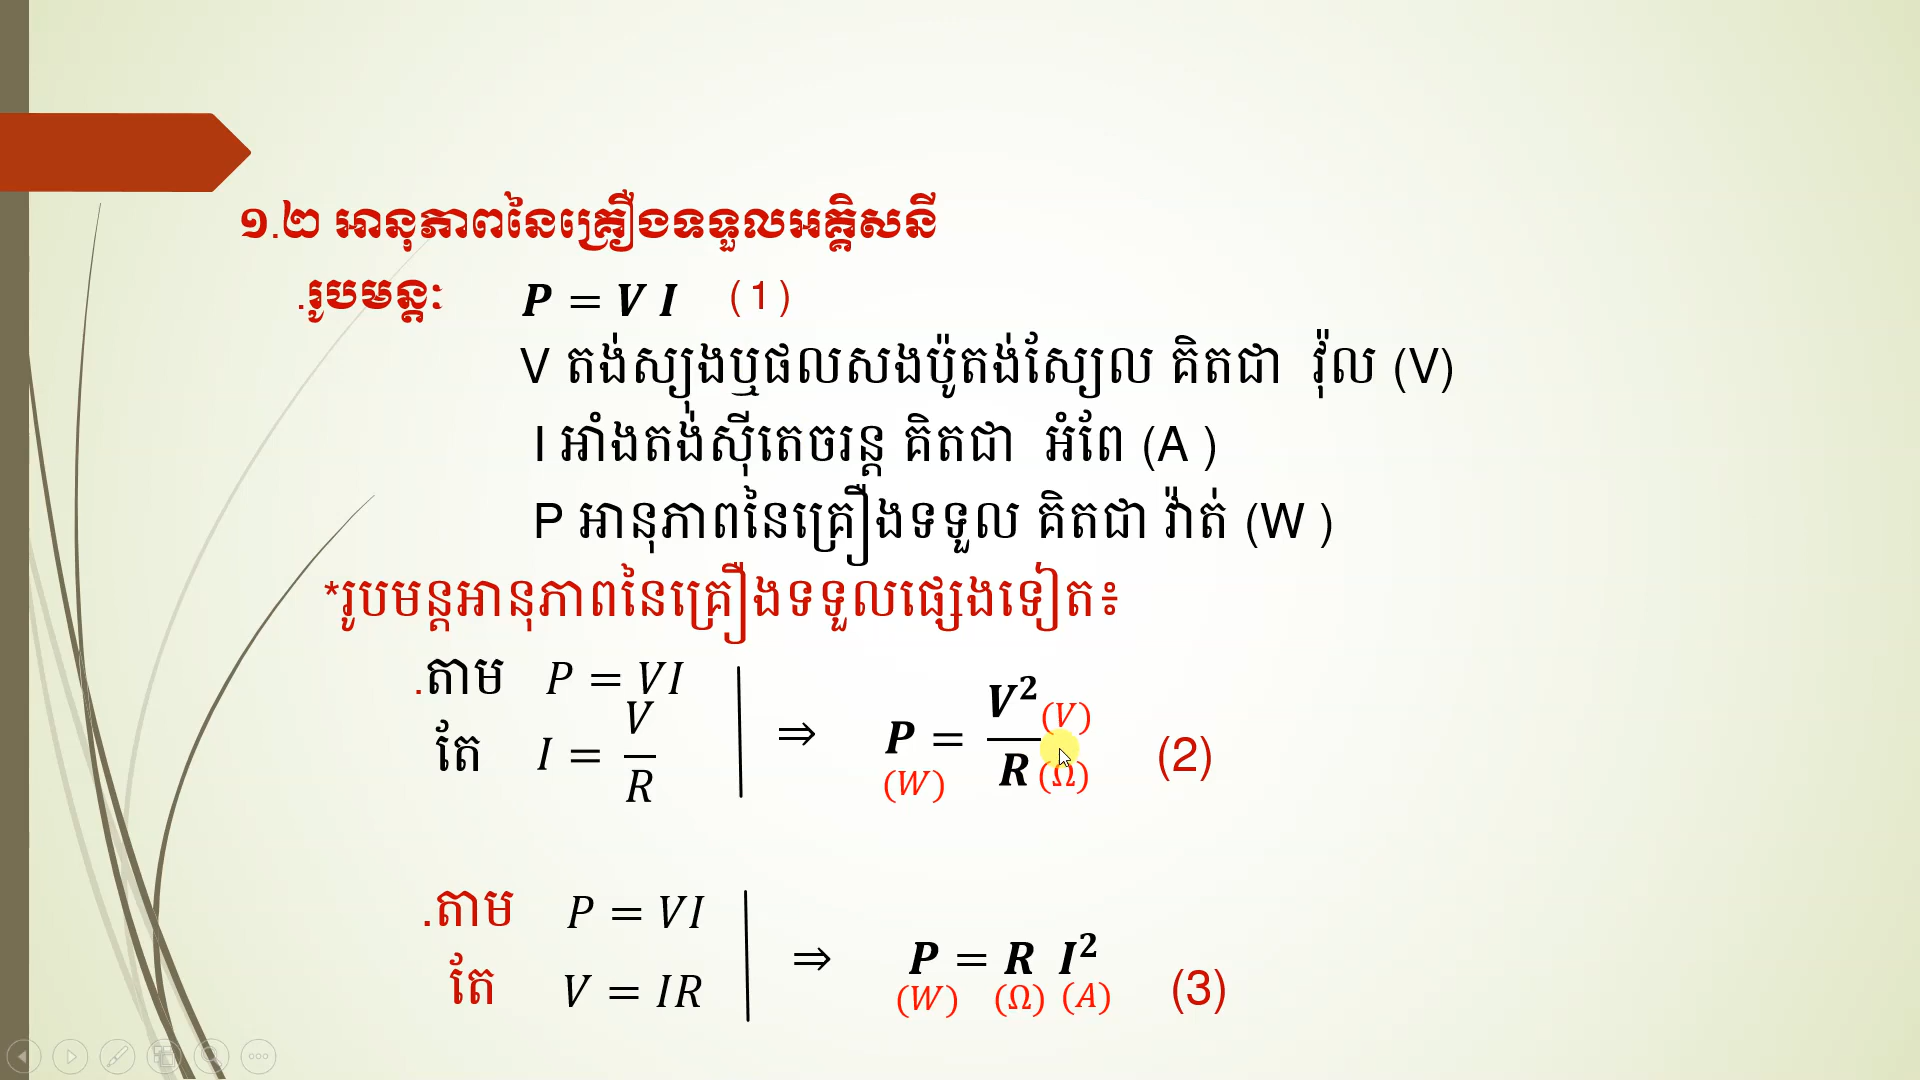 ១.២ អានុភាពនៃគ្រឿងទទួលអគ្គិសនី
.រូបមន្តៈ P = V I (1)
V តង់ស្យុងឬផលសងប៉ូតង់ស្យែល គិតជា វ៉ុល (V)
I អាំងតង់ស៊ីតេចរន្ត គិតជា អំពែ (A )
P អានុភាពនៃគ្រឿងទទួល គិតជា វ៉ាត់ (W )
*រូបមន្តអានុភាពនៃគ្រឿងទទួលផ្សេងទៀត៖
.តាម P = VI
តែ I = V/R ⇒ P (W) = V² (V) / R (Ω) (2)
.តាម P = VI
តែ V = IR ⇒ P (W) = R (Ω) I² (A) (3)